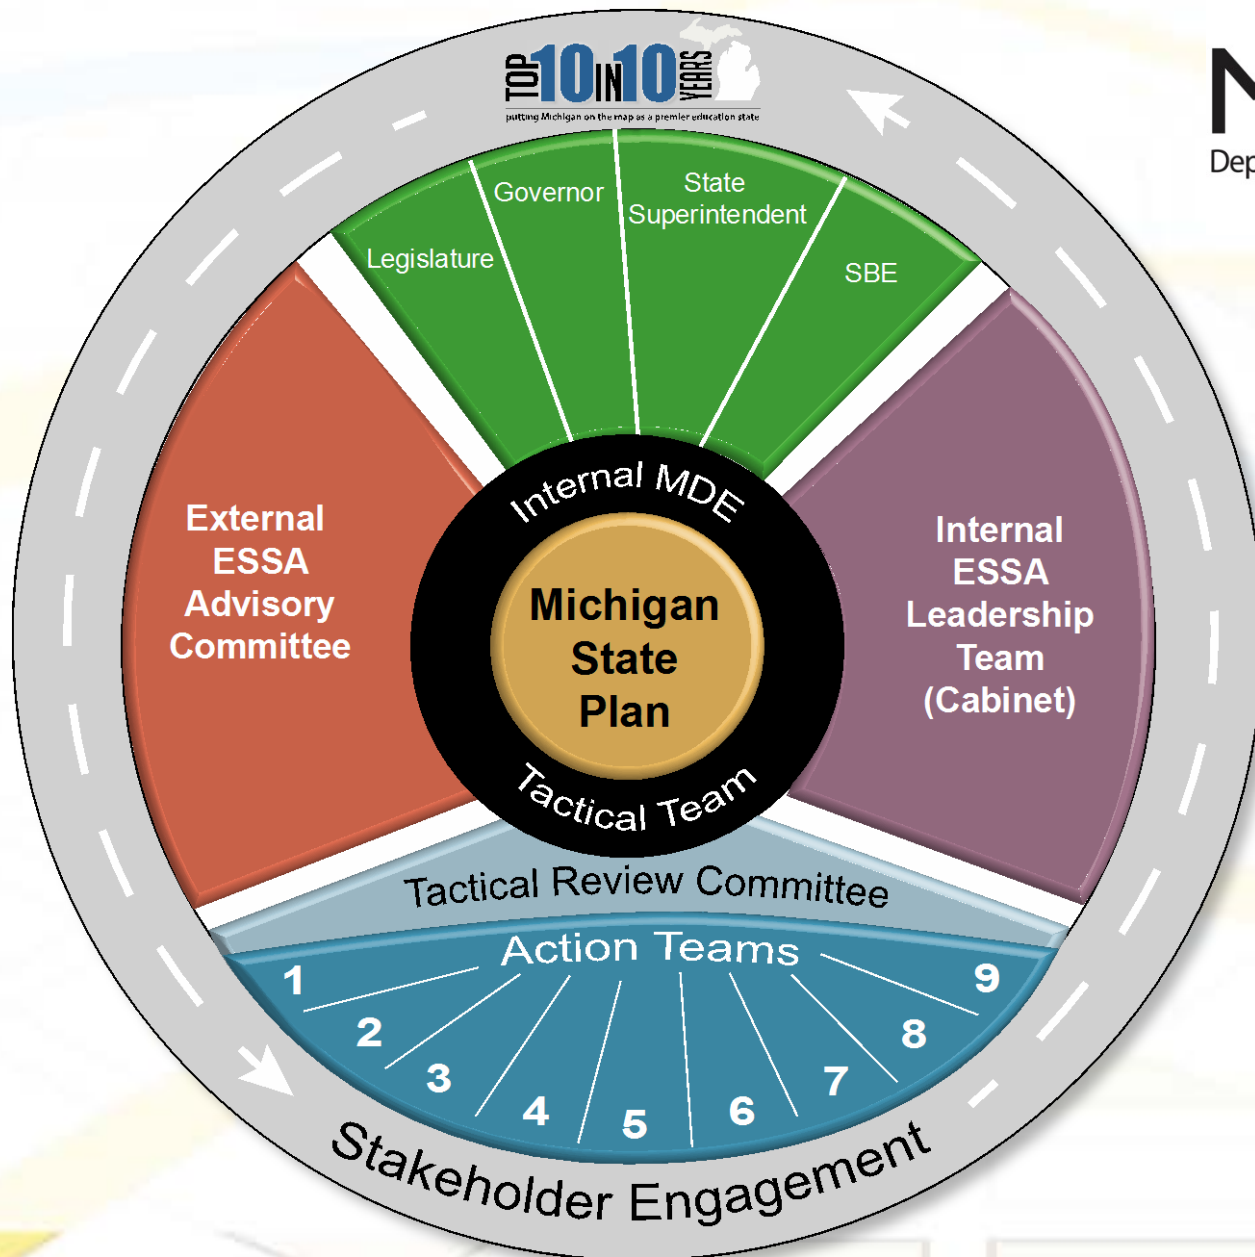 TOP 10 IN 10 YEARS
putting Michigan on the map as a premier education state
Legislature
Governor
State
Superintendent
SBE
External
ESSA
Advisory
Committee
Internal MDE
Michigan
State
Plan
Tactical Team
Internal
ESSA
Leadership
Team
(Cabinet)
Tactical Review Committee
Action Teams
1
2
3
4
5
6
7
8
9
Stakeholder Engagement